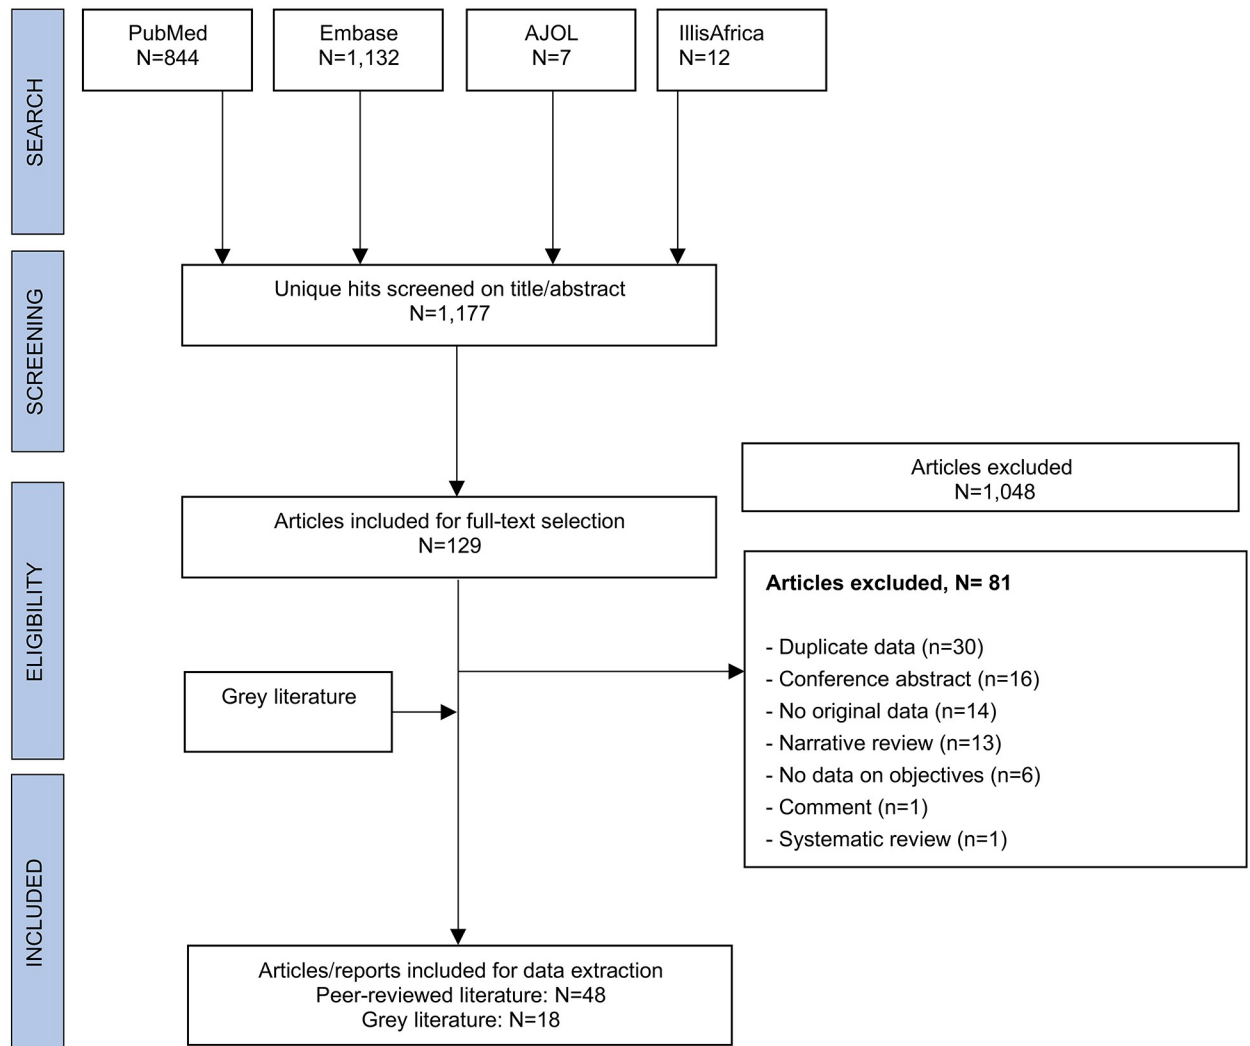 SEARCH
PubMed
N=844
Embase
N=1,132
AJOL
N=7
IllisAfrica
N=12
SCREENING
Unique hits screened on title/abstract
N=1,177
Articles excluded
N=1,048
ELIGIBILITY
Articles included for full-text selection
N=129
Articles excluded, N= 81
- Duplicate data (n=30)
- Conference abstract (n=16)
- No original data (n=14)
- Narrative review (n=13)
- No data on objectives (n=6)
- Comment (n=1)
- Systematic review (n=1)
Grey literature
INCLUDED
Articles/reports included for data extraction
Peer-reviewed literature: N=48
Grey literature: N=18